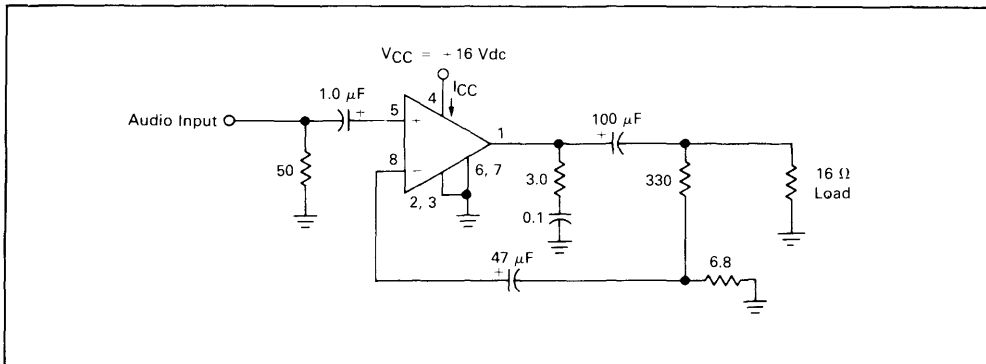 VCC = +16 Vdc
ICC
1.0 μF
+
4
Audio Input
5
+
1
100 μF
+
8
−
6, 7
50
3.0
330
16 Ω
Load
2, 3
0.1
47 μF
+
6.8